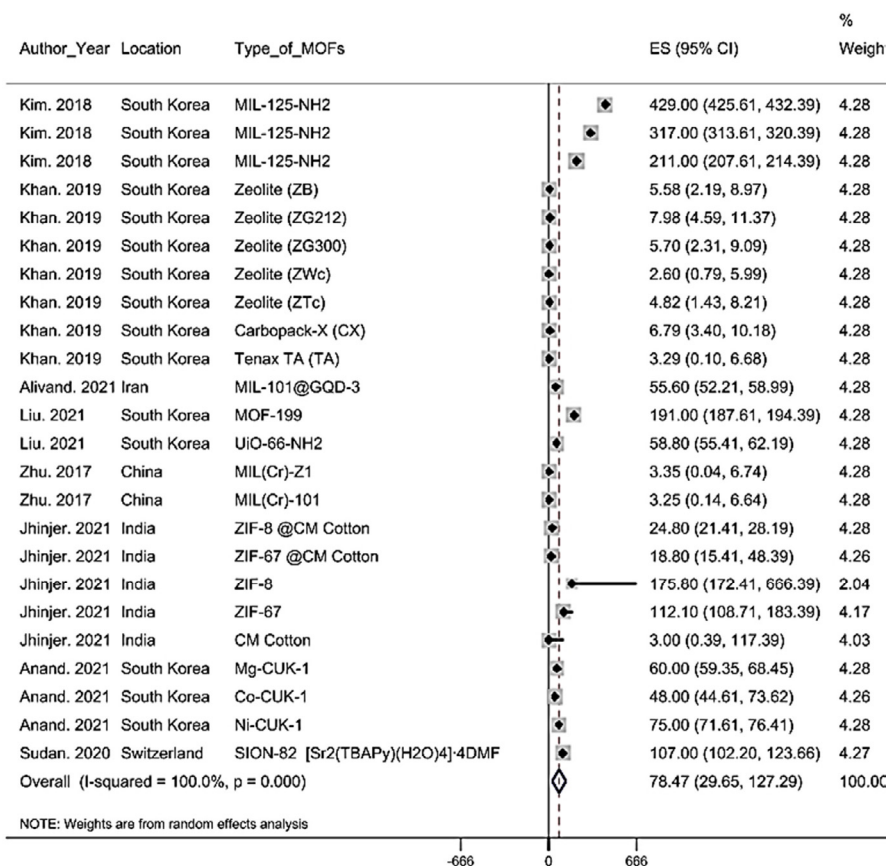 %
Author_Year Location Type_of_MOFs ES (95% CI) Weight
Kim. 2018 South Korea MIL-125-NH2 429.00 (425.61, 432.39) 4.28
Kim. 2018 South Korea MIL-125-NH2 317.00 (313.61, 320.39) 4.28
Kim. 2018 South Korea MIL-125-NH2 211.00 (207.61, 214.39) 4.28
Khan. 2019 South Korea Zeolite (ZB) 5.58 (2.19, 8.97) 4.28
Khan. 2019 South Korea Zeolite (ZG212) 7.98 (4.59, 11.37) 4.28
Khan. 2019 South Korea Zeolite (ZG300) 5.70 (2.31, 9.09) 4.28
Khan. 2019 South Korea Zeolite (ZWc) 2.60 (0.79, 5.99) 4.28
Khan. 2019 South Korea Zeolite (ZTc) 4.82 (1.43, 8.21) 4.28
Khan. 2019 South Korea Carbopack-X (CX) 6.79 (3.40, 10.18) 4.28
Khan. 2019 South Korea Tenax TA (TA) 3.29 (0.10, 6.68) 4.28
Alivand. 2021 Iran MIL-101@GQD-3 55.60 (52.21, 58.99) 4.28
Liu. 2021 South Korea MOF-199 191.00 (187.61, 194.39) 4.28
Liu. 2021 South Korea UiO-66-NH2 58.80 (55.41, 62.19) 4.28
Zhu. 2017 China MIL(Cr)-Z1 3.35 (0.04, 6.74) 4.28
Zhu. 2017 China MIL(Cr)-101 3.25 (0.14, 6.64) 4.28
Jhinjer. 2021 India ZIF-8 @CM Cotton 24.80 (21.41, 28.19) 4.28
Jhinjer. 2021 India ZIF-67 @CM Cotton 18.80 (15.41, 48.39) 4.26
Jhinjer. 2021 India ZIF-8 175.80 (172.41, 666.39) 2.04
Jhinjer. 2021 India ZIF-67 112.10 (108.71, 183.39) 4.17
Jhinjer. 2021 India CM Cotton 3.00 (0.39, 117.39) 4.03
Anand. 2021 South Korea Mg-CUK-1 60.00 (59.35, 68.45) 4.28
Anand. 2021 South Korea Co-CUK-1 48.00 (44.61, 73.62) 4.26
Anand. 2021 South Korea Ni-CUK-1 75.00 (71.61, 76.41) 4.28
Sudan. 2020 Switzerland SION-82 [Sr2(TBAPy)(H2O)4]·4DMF 107.00 (102.20, 123.66) 4.27
Overall (I-squared = 100.0%, p = 0.000) 78.47 (29.65, 127.29) 100.00
NOTE: Weights are from random effects analysis
-666 0 666